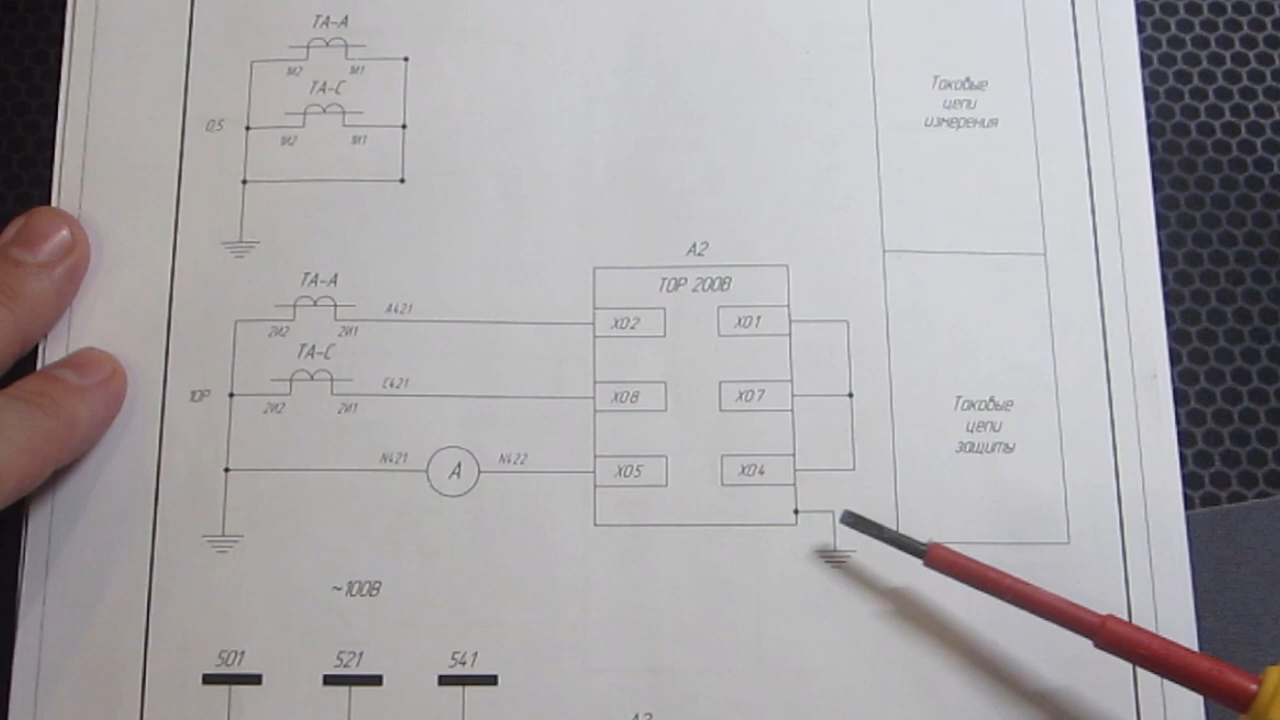 ТА-А
1И2
1И1
ТА-С
0,5
1И2
1И1
Токовые
цепи
измерения
А2
ТОР 200В
ТА-А
А421
2И2
2И1
Х02
Х01
ТА-С
С421
10Р
2И2
2И1
Х08
Х07
Токовые
цепи
защиты
N421
А
N422
Х05
Х04
~100В
501
521
541